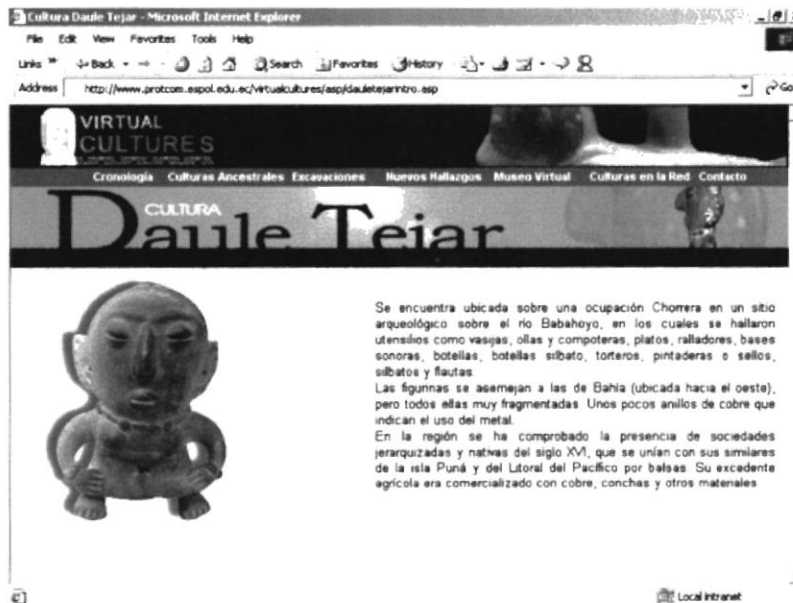 Cultura Daule Tejar - Microsoft Internet Explorer
File Edit View Favorites Tools Help
Links » Back Search Favorites History
Address http://www.protcom.espol.edu.ec/virtualcultures/asp/dauletejarintro.asp Go
VIRTUAL
CULTURES
Cronología Culturas Ancestrales Excavaciones Nuevos Hallazgos Museo Virtual Culturas en la Red Contacto
CULTURA
Daule Tejar
Se encuentra ubicada sobre una ocupación Chorrera en un sitio
arqueológico sobre el río Babahoyo, en los cuales se hallaron
utensilios como vasijas, ollas y compoteras, platos, ralladores, bases
sonoras, botellas, botellas silbato, torteros, pintaderas o sellos,
silbatos y flautas.
Las figurinas se asemejan a las de Bahía (ubicada hacia el oeste),
pero todos ellas muy fragmentadas. Unos pocos anillos de cobre que
indican el uso del metal.
En la región se ha comprobado la presencia de sociedades
jerarquizadas y nativas del siglo XVI, que se unían con sus similares
de la isla Puná y del Litoral del Pacífico por balsas. Su excedente
agrícola era comercializado con cobre, conchas y otros materiales
Local intranet